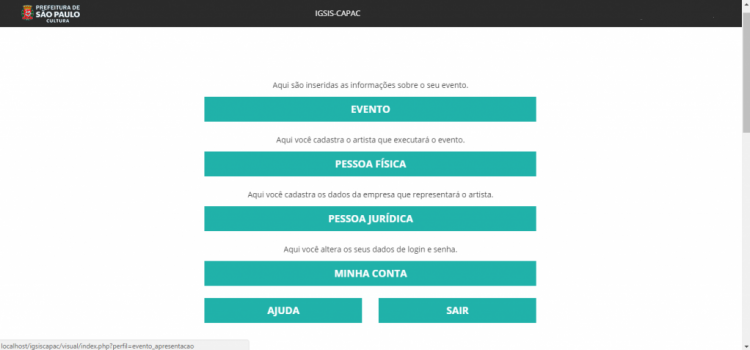 PREFEITURA DE
SÃO PAULO
CULTURA
IGSIS-CAPAC
Aqui são inseridas as informações sobre o seu evento.
EVENTO
Aqui você cadastra o artista que executará o evento.
PESSOA FÍSICA
Aqui você cadastra os dados da empresa que representará o artista.
PESSOA JURÍDICA
Aqui você altera os seus dados de login e senha.
MINHA CONTA
AJUDA SAIR
localhost/igsiscapac/visual/index.php?perfil=evento_apresentacao